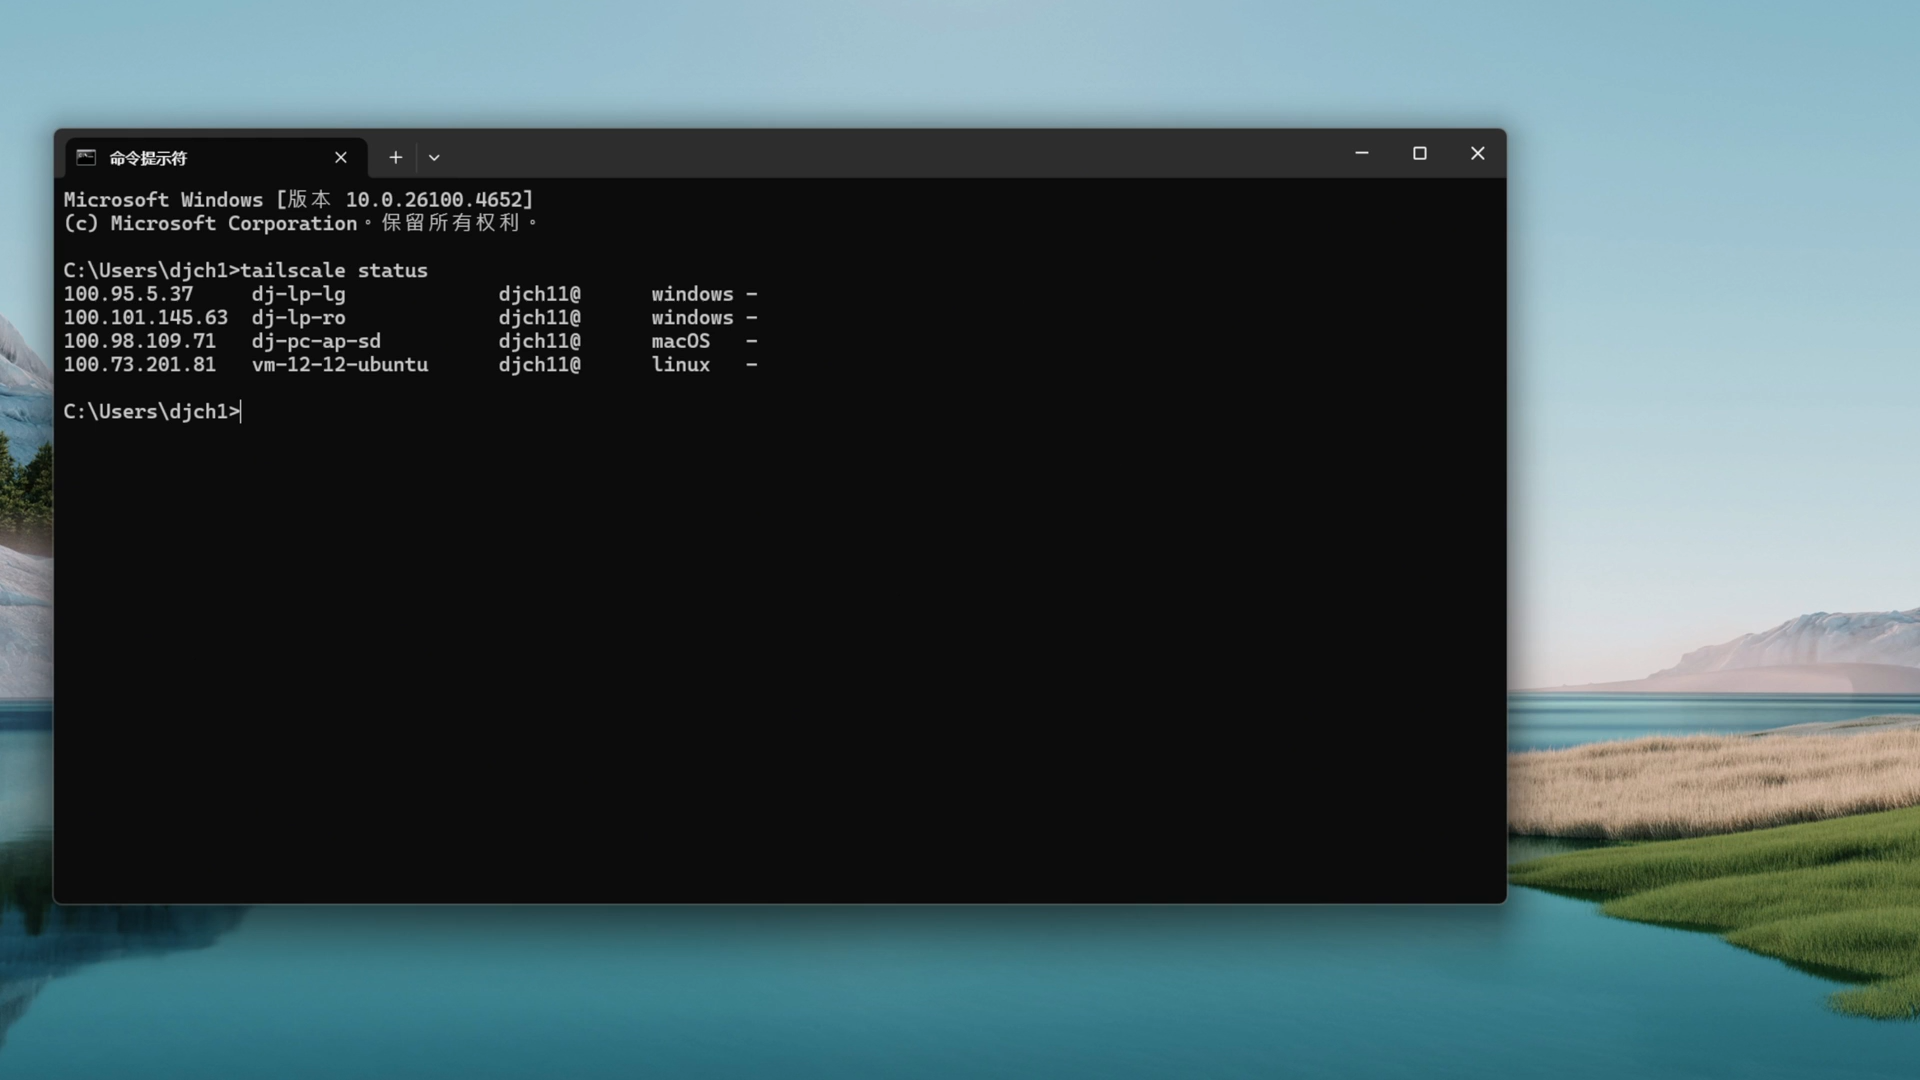 命令提示符
Microsoft Windows [版本 10.0.26100.4652]
(c) Microsoft Corporation。保留所有权利。
C:\Users\djch1>tailscale status
100.95.5.37     dj-lp-lg             djch11@      windows -
100.101.145.63  dj-lp-ro             djch11@      windows -
100.98.109.71   dj-pc-ap-sd          djch11@      macOS   -
100.73.201.81   vm-12-12-ubuntu      djch11@      linux   -
C:\Users\djch1>